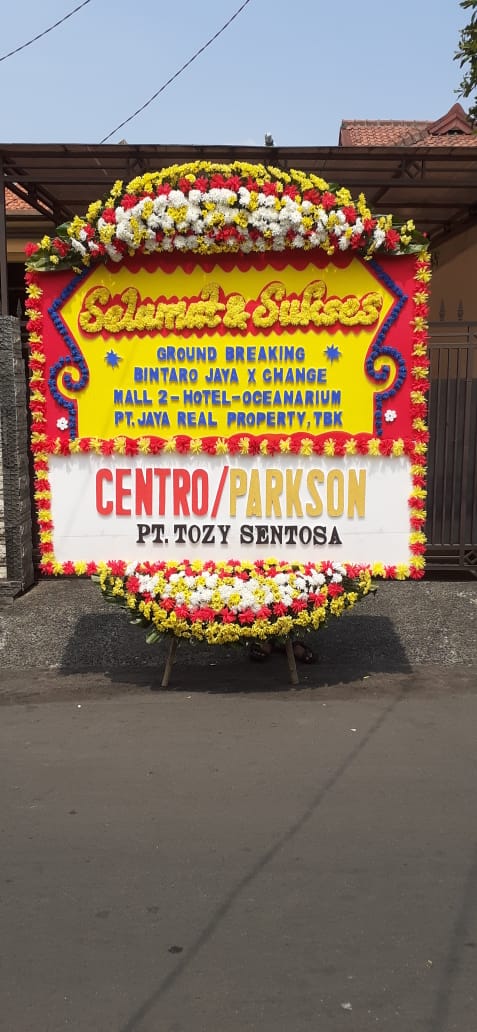 Selamat & Sukses
GROUND BREAKING
BINTARO JAYA X CHANGE
MALL 2 - HOTEL - OCEANARIUM
PT. JAYA REAL PROPERTY, TBK
CENTRO/PARKSON
PT. TOZY SENTOSA